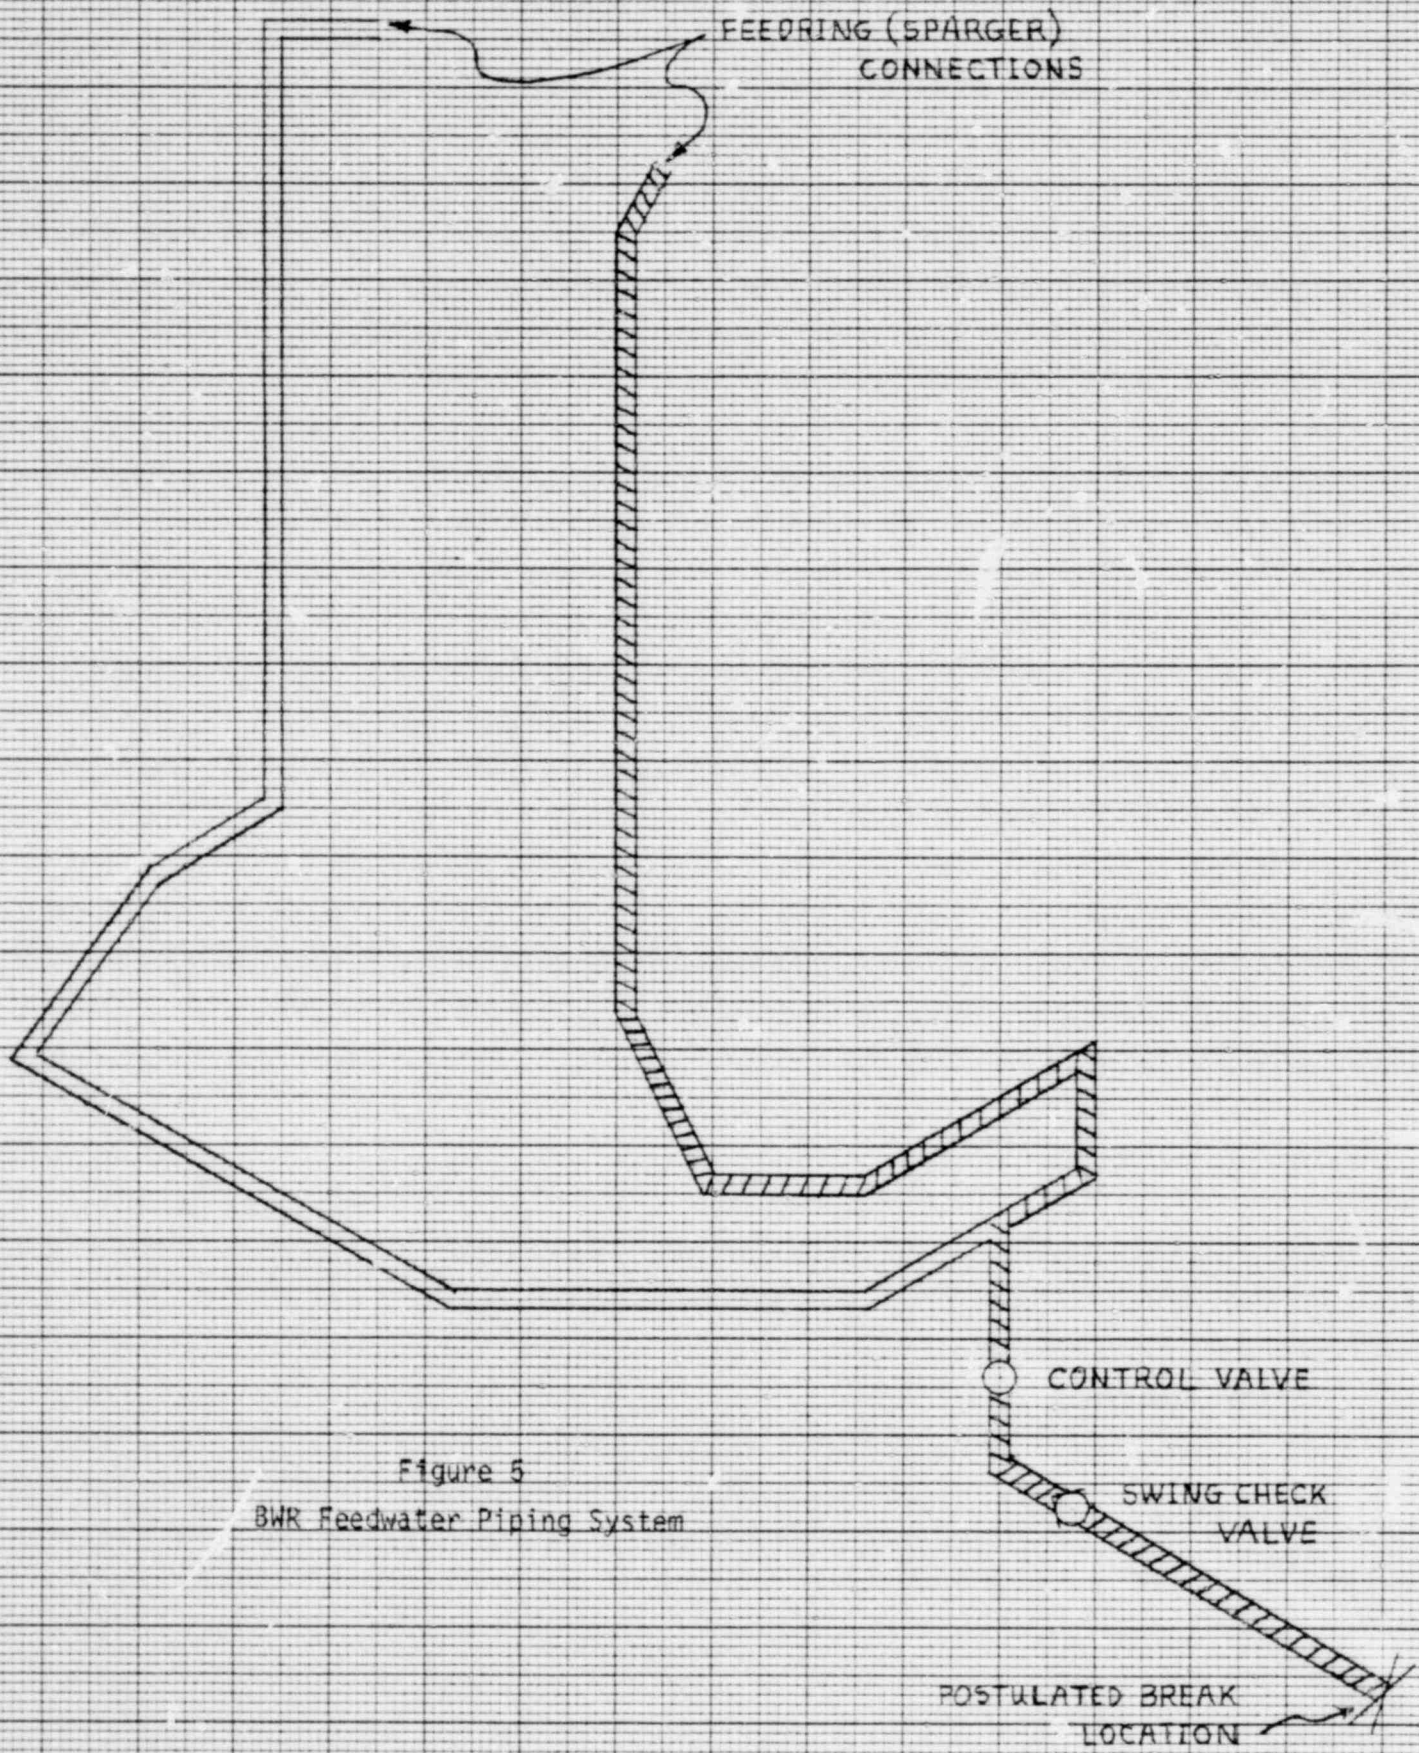 FEEDRING (SPARGER)
CONNECTIONS
CONTROL VALVE
Figure 5
BWR Feedwater Piping System
SWING CHECK
VALVE
POSTULATED BREAK
LOCATION